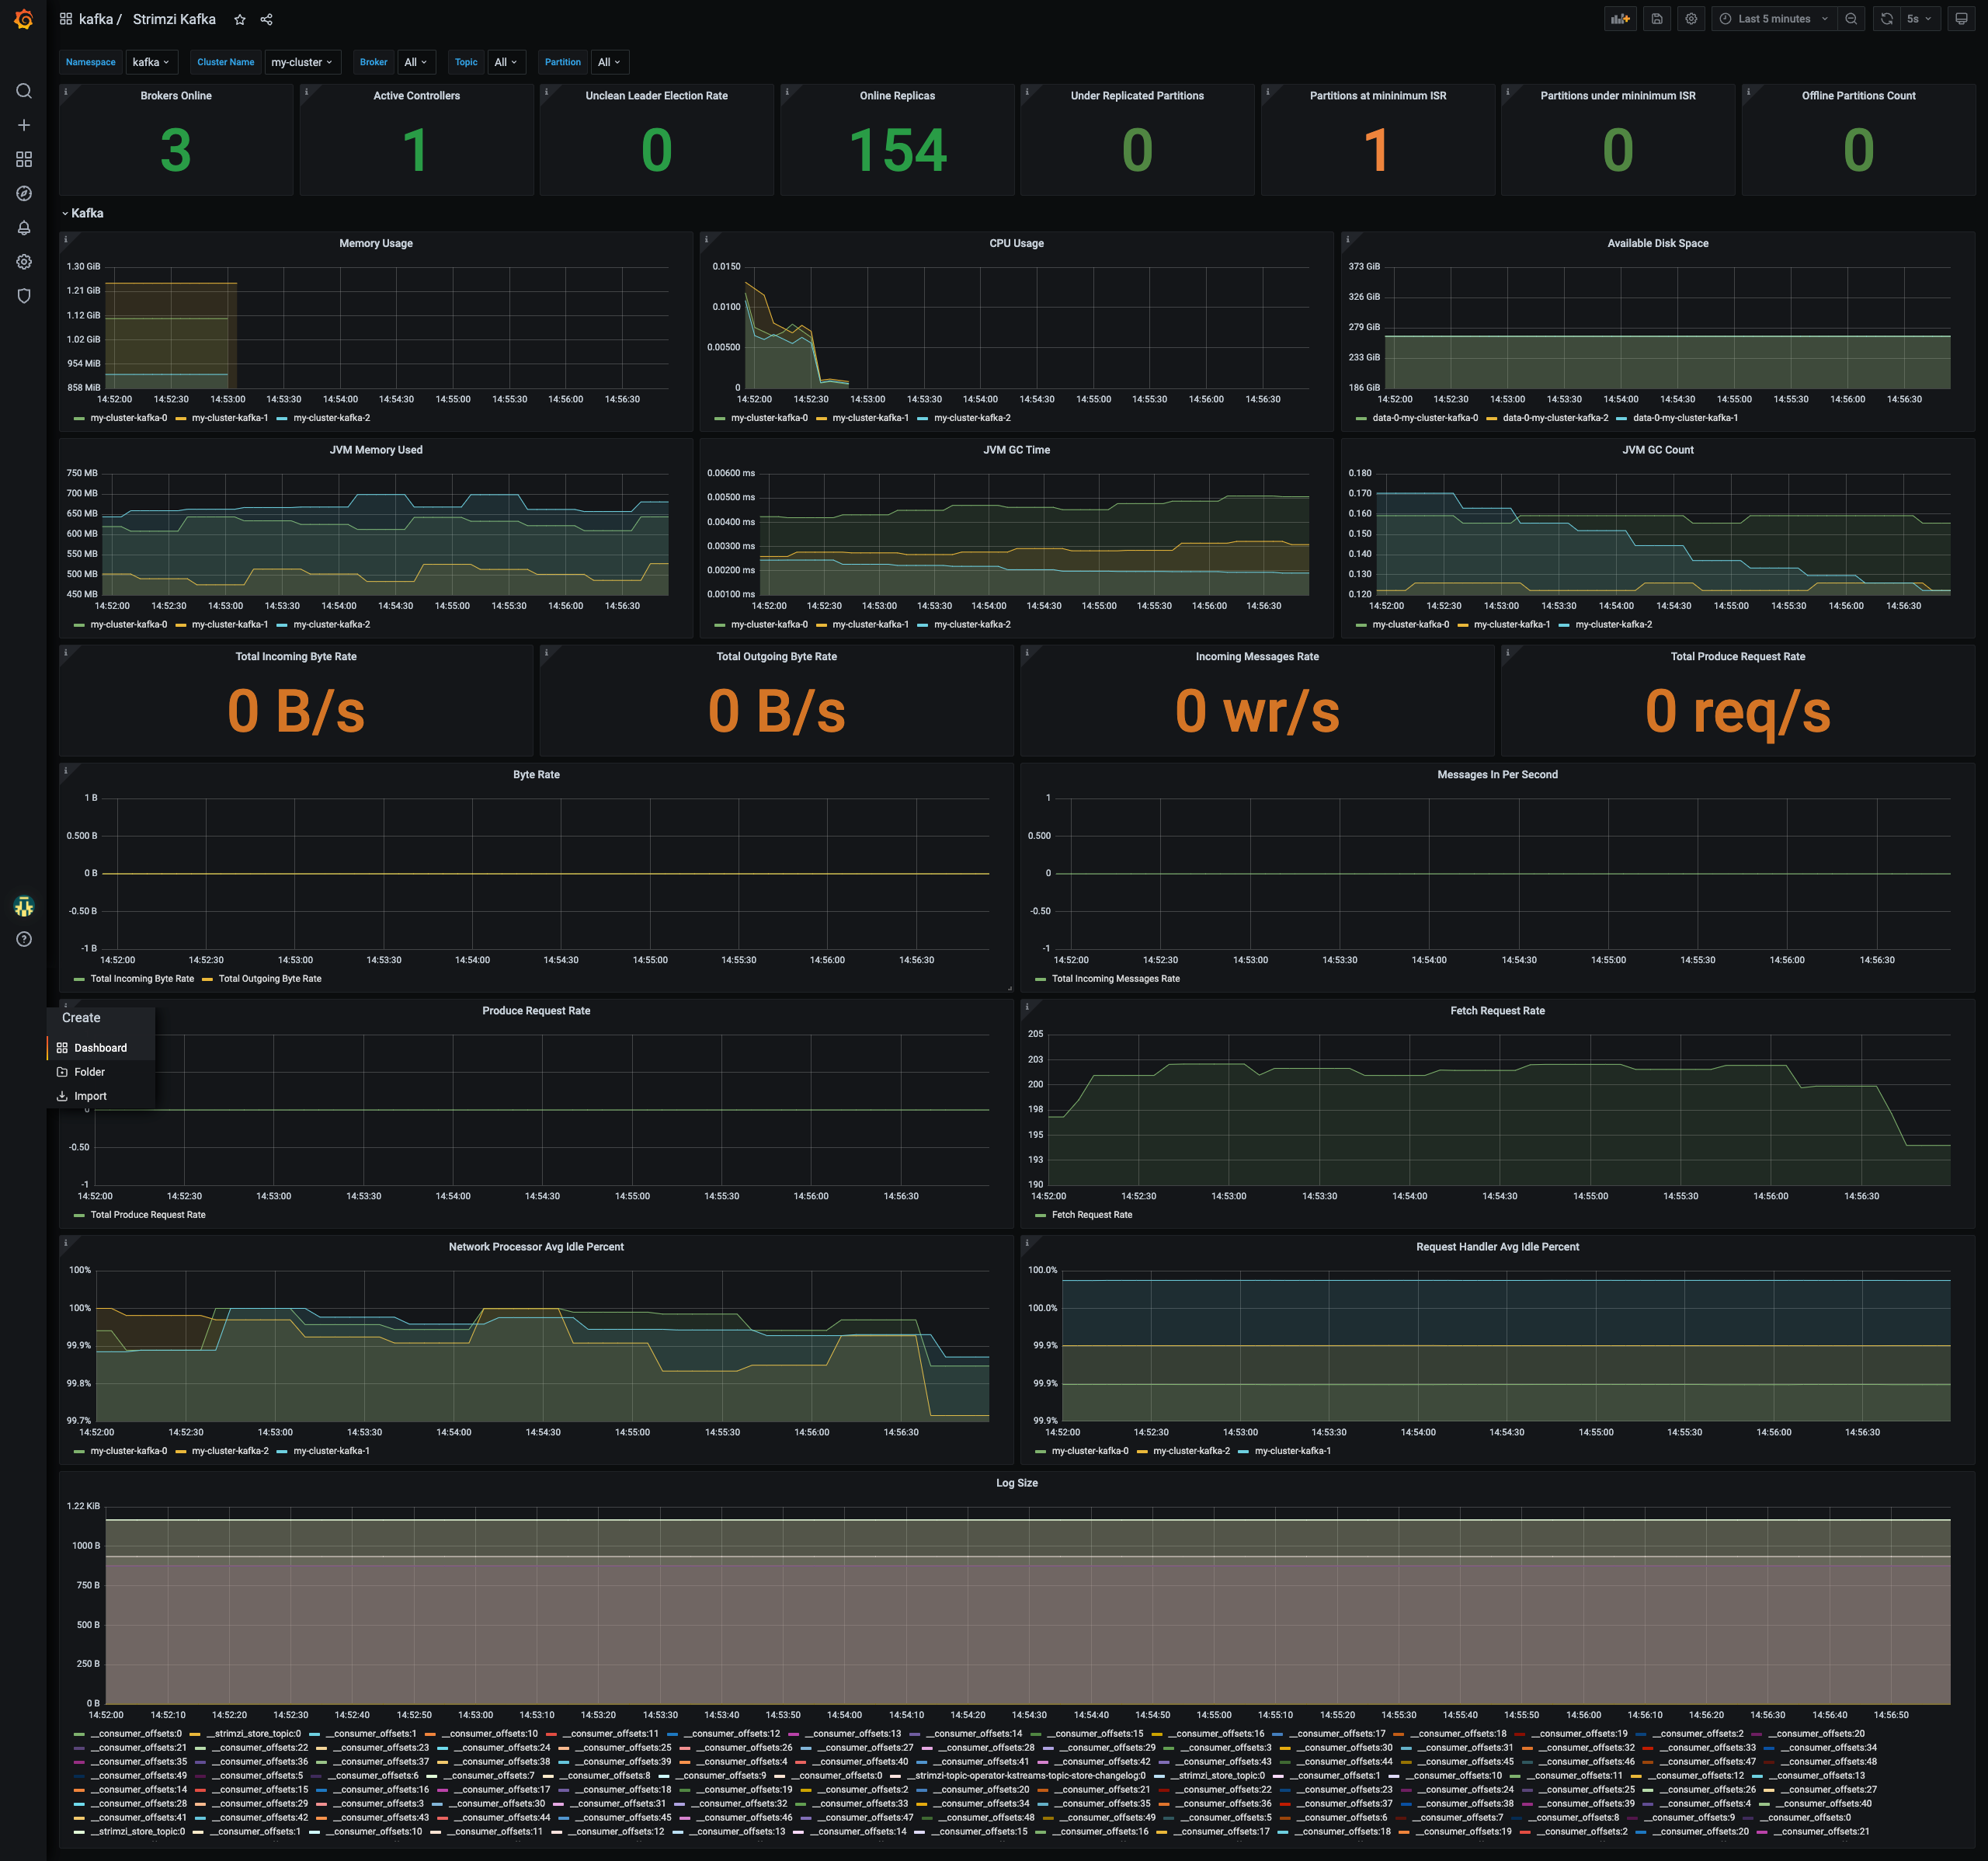 kafka / Strimzi Kafka
Last 5 minutes
5s
Namespace kafka Cluster Name my-cluster Broker All Topic All Partition All
Brokers Online
3
Active Controllers
1
Unclean Leader Election Rate
0
Online Replicas
154
Under Replicated Partitions
0
Partitions at mininimum ISR
1
Partitions under mininimum ISR
0
Offline Partitions Count
0
Kafka
Memory Usage
1.30 GiB
1.21 GiB
1.12 GiB
1.02 GiB
954 MiB
858 MiB
14:52:00 14:52:30 14:53:00 14:53:30 14:54:00 14:54:30 14:55:00 14:55:30 14:56:00 14:56:30
my-cluster-kafka-0 my-cluster-kafka-1 my-cluster-kafka-2
CPU Usage
0.0150
0.0100
0.00500
0
14:52:00 14:52:30 14:53:00 14:53:30 14:54:00 14:54:30 14:55:00 14:55:30 14:56:00 14:56:30
my-cluster-kafka-0 my-cluster-kafka-1 my-cluster-kafka-2
Available Disk Space
373 GiB
326 GiB
279 GiB
233 GiB
186 GiB
14:52:00 14:52:30 14:53:00 14:53:30 14:54:00 14:54:30 14:55:00 14:55:30 14:56:00 14:56:30
data-0-my-cluster-kafka-0 data-0-my-cluster-kafka-2 data-0-my-cluster-kafka-1
JVM Memory Used
750 MB
700 MB
650 MB
600 MB
550 MB
500 MB
450 MB
14:52:00 14:52:30 14:53:00 14:53:30 14:54:00 14:54:30 14:55:00 14:55:30 14:56:00 14:56:30
my-cluster-kafka-0 my-cluster-kafka-1 my-cluster-kafka-2
JVM GC Time
0.00600 ms
0.00500 ms
0.00400 ms
0.00300 ms
0.00200 ms
0.00100 ms
14:52:00 14:52:30 14:53:00 14:53:30 14:54:00 14:54:30 14:55:00 14:55:30 14:56:00 14:56:30
my-cluster-kafka-0 my-cluster-kafka-1 my-cluster-kafka-2
JVM GC Count
0.180
0.170
0.160
0.150
0.140
0.130
0.120
14:52:00 14:52:30 14:53:00 14:53:30 14:54:00 14:54:30 14:55:00 14:55:30 14:56:00 14:56:30
my-cluster-kafka-0 my-cluster-kafka-1 my-cluster-kafka-2
Total Incoming Byte Rate
0 B/s
Total Outgoing Byte Rate
0 B/s
Incoming Messages Rate
0 wr/s
Total Produce Request Rate
0 req/s
Byte Rate
1 B
0.500 B
0 B
-0.50 B
-1 B
14:52:00 14:52:30 14:53:00 14:53:30 14:54:00 14:54:30 14:55:00 14:55:30 14:56:00 14:56:30
Total Incoming Byte Rate Total Outgoing Byte Rate
Messages In Per Second
1
0.500
0
-0.50
-1
14:52:00 14:52:30 14:53:00 14:53:30 14:54:00 14:54:30 14:55:00 14:55:30 14:56:00 14:56:30
Total Incoming Messages Rate
Create
Dashboard
Folder
Import
Produce Request Rate
0
-0.50
-1
14:52:00 14:52:30 14:53:00 14:53:30 14:54:00 14:54:30 14:55:00 14:55:30 14:56:00 14:56:30
Total Produce Request Rate
Fetch Request Rate
205
203
200
198
195
193
190
14:52:00 14:52:30 14:53:00 14:53:30 14:54:00 14:54:30 14:55:00 14:55:30 14:56:00 14:56:30
Fetch Request Rate
Network Processor Avg Idle Percent
100%
100%
99.9%
99.8%
99.7%
14:52:00 14:52:30 14:53:00 14:53:30 14:54:00 14:54:30 14:55:00 14:55:30 14:56:00 14:56:30
my-cluster-kafka-0 my-cluster-kafka-2 my-cluster-kafka-1
Request Handler Avg Idle Percent
100.0%
100.0%
99.9%
99.9%
99.9%
14:52:00 14:52:30 14:53:00 14:53:30 14:54:00 14:54:30 14:55:00 14:55:30 14:56:00 14:56:30
my-cluster-kafka-0 my-cluster-kafka-2 my-cluster-kafka-1
Log Size
1.22 KiB
1000 B
750 B
500 B
250 B
0 B
14:52:00 14:52:10 14:52:20 14:52:30 14:52:40 14:52:50 14:53:00 14:53:10 14:53:20 14:53:30 14:53:40 14:53:50 14:54:00 14:54:10 14:54:20 14:54:30 14:54:40 14:54:50 14:55:00 14:55:10 14:55:20 14:55:30 14:55:40 14:55:50 14:56:00 14:56:10 14:56:20 14:56:30 14:56:40 14:56:50
__consumer_offsets:0 __strimzi_store_topic:0 __consumer_offsets:1 __consumer_offsets:10 __consumer_offsets:11 __consumer_offsets:12 __consumer_offsets:13 __consumer_offsets:14 __consumer_offsets:15 __consumer_offsets:16 __consumer_offsets:17 __consumer_offsets:18 __consumer_offsets:19 __consumer_offsets:2 __consumer_offsets:20
__consumer_offsets:21 __consumer_offsets:22 __consumer_offsets:23 __consumer_offsets:24 __consumer_offsets:25 __consumer_offsets:26 __consumer_offsets:27 __consumer_offsets:28 __consumer_offsets:29 __consumer_offsets:3 __consumer_offsets:30 __consumer_offsets:31 __consumer_offsets:32 __consumer_offsets:33 __consumer_offsets:34
__consumer_offsets:35 __consumer_offsets:36 __consumer_offsets:37 __consumer_offsets:38 __consumer_offsets:39 __consumer_offsets:4 __consumer_offsets:40 __consumer_offsets:41 __consumer_offsets:42 __consumer_offsets:43 __consumer_offsets:44 __consumer_offsets:45 __consumer_offsets:46 __consumer_offsets:47 __consumer_offsets:48
__consumer_offsets:49 __consumer_offsets:5 __consumer_offsets:6 __consumer_offsets:7 __consumer_offsets:8 __consumer_offsets:9 __consumer_offsets:0 __strimzi-topic-operator-kstreams-topic-store-changelog:0 __strimzi_store_topic:0 __consumer_offsets:1 __consumer_offsets:10 __consumer_offsets:11 __consumer_offsets:12 __consumer_offsets:13
__consumer_offsets:14 __consumer_offsets:15 __consumer_offsets:16 __consumer_offsets:17 __consumer_offsets:18 __consumer_offsets:19 __consumer_offsets:2 __consumer_offsets:20 __consumer_offsets:21 __consumer_offsets:22 __consumer_offsets:23 __consumer_offsets:24 __consumer_offsets:25 __consumer_offsets:26 __consumer_offsets:27
__consumer_offsets:28 __consumer_offsets:29 __consumer_offsets:3 __consumer_offsets:30 __consumer_offsets:31 __consumer_offsets:32 __consumer_offsets:33 __consumer_offsets:34 __consumer_offsets:35 __consumer_offsets:36 __consumer_offsets:37 __consumer_offsets:38 __consumer_offsets:39 __consumer_offsets:4 __consumer_offsets:40
__consumer_offsets:41 __consumer_offsets:42 __consumer_offsets:43 __consumer_offsets:44 __consumer_offsets:45 __consumer_offsets:46 __consumer_offsets:47 __consumer_offsets:48 __consumer_offsets:49 __consumer_offsets:5 __consumer_offsets:6 __consumer_offsets:7 __consumer_offsets:8 __consumer_offsets:9 __consumer_offsets:0
__strimzi_store_topic:0 __consumer_offsets:1 __consumer_offsets:10 __consumer_offsets:11 __consumer_offsets:12 __consumer_offsets:13 __consumer_offsets:14 __consumer_offsets:15 __consumer_offsets:16 __consumer_offsets:17 __consumer_offsets:18 __consumer_offsets:19 __consumer_offsets:2 __consumer_offsets:20 __consumer_offsets:21